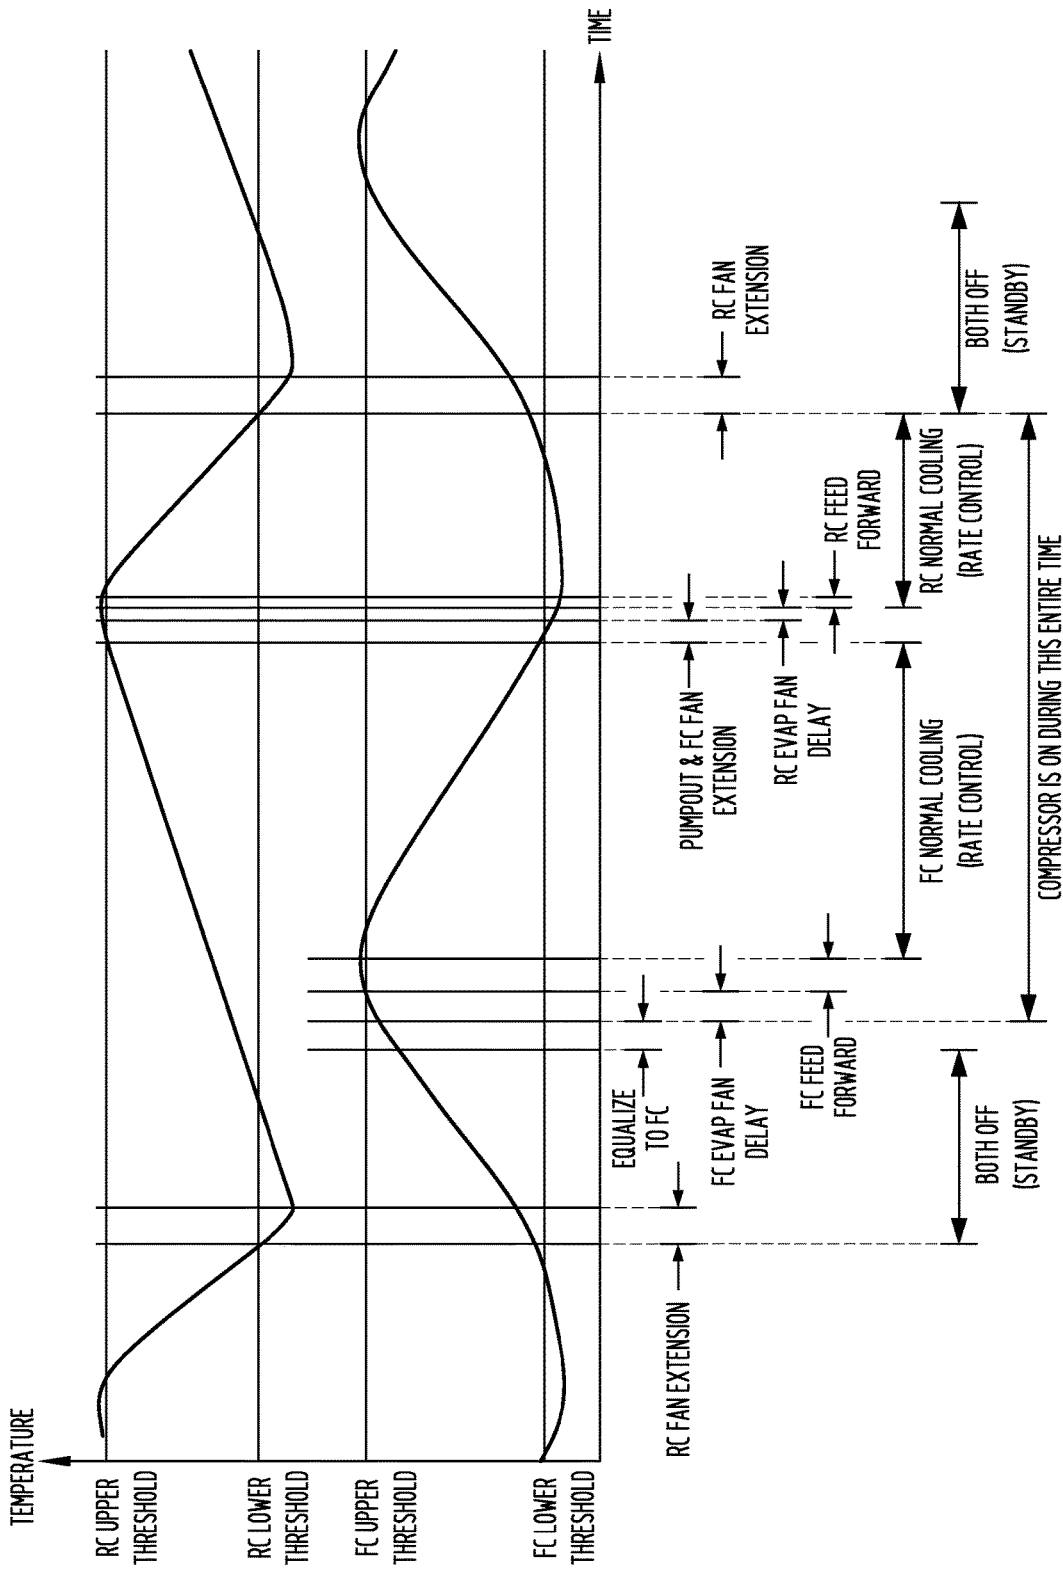 TEMPERATURE
RC UPPER
THRESHOLD
RC LOWER
THRESHOLD
FC UPPER
THRESHOLD
FC LOWER
THRESHOLD
TIME
RC FAN EXTENSION
EQUALIZE
TO FC
FC EVAP FAN
DELAY
FC FEED
FORWARD
PUMPOUT & FC FAN
EXTENSION
RC EVAP FAN
DELAY
RC FEED
FORWARD
RC FAN
EXTENSION
FC NORMAL COOLING
(RATE CONTROL)
RC NORMAL COOLING
(RATE CONTROL)
BOTH OFF
(STANDBY)
BOTH OFF
(STANDBY)
COMPRESSOR IS ON DURING THIS ENTIRE TIME